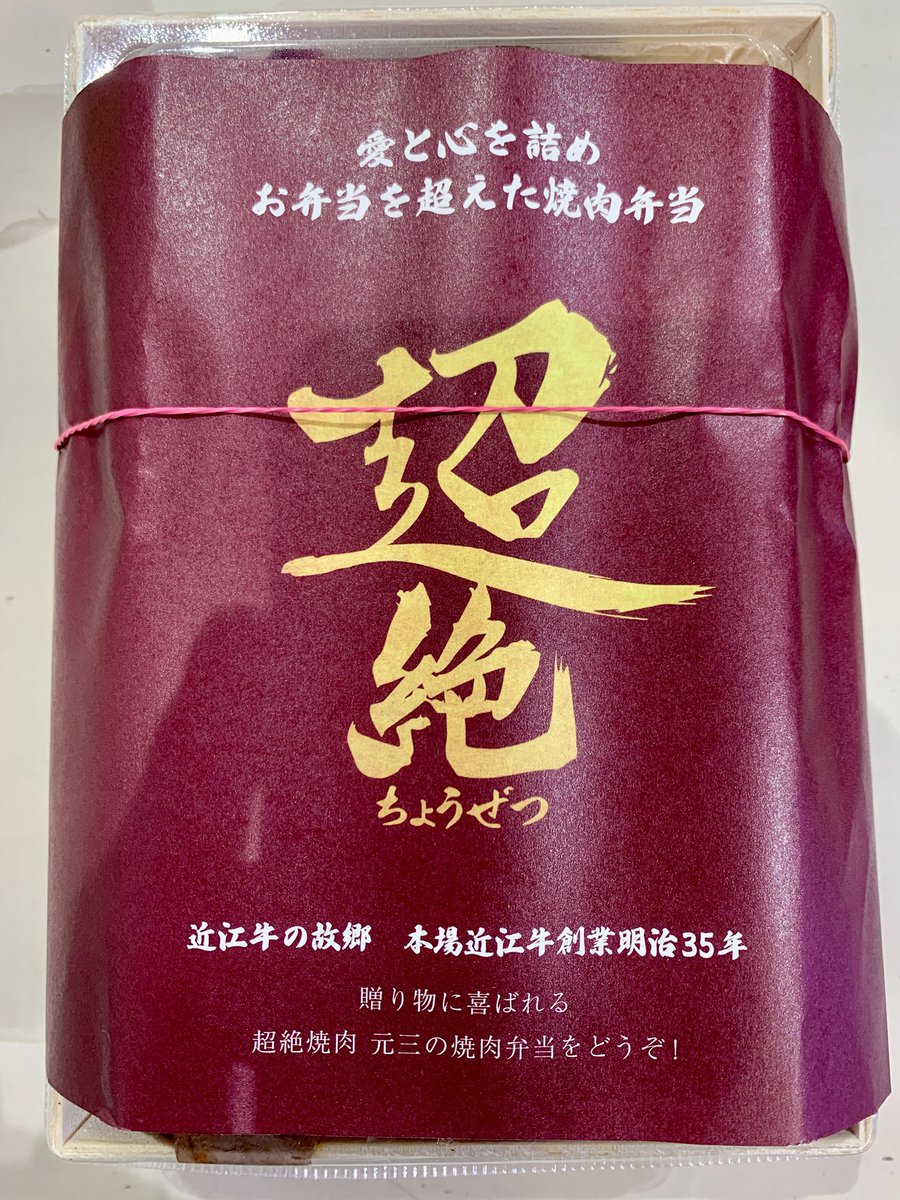 愛と心を詰め
お弁当を超えた焼肉弁当
超絶
ちょうぜつ
近江牛の故郷　本場近江牛創業明治35年
贈り物に喜ばれる
超絶焼肉 元三の焼肉弁当をどうぞ!